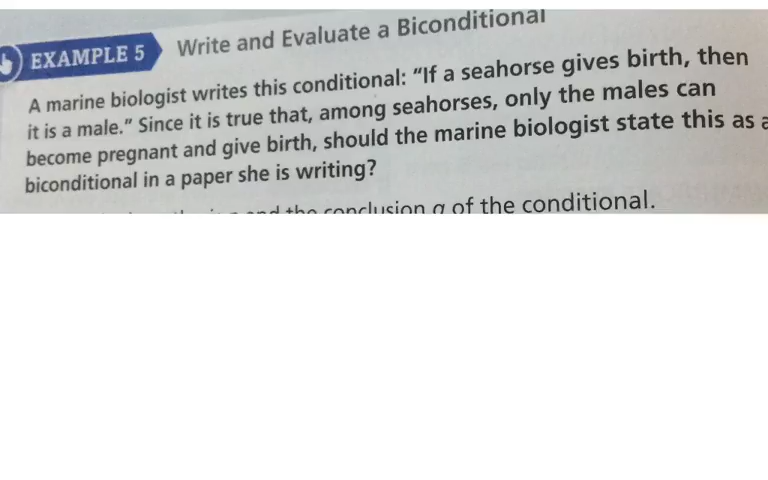 EXAMPLE 5 Write and Evaluate a Biconditional
A marine biologist writes this conditional: “If a seahorse gives birth, then
it is a male.” Since it is true that, among seahorses, only the males can
become pregnant and give birth, should the marine biologist state this as a
biconditional in a paper she is writing?
and the conclusion q of the conditional.